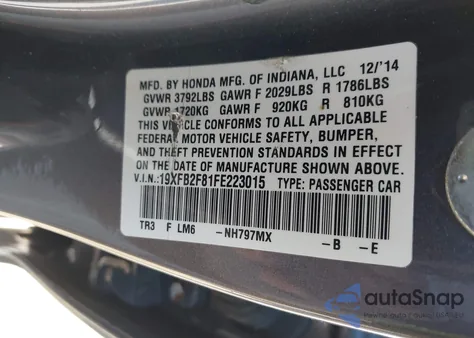 MFD. BY HONDA MFG. OF INDIANA, LLC 12/'14
GVWR 3792LBS GAWR F 2029LBS R 1786LBS
GVWR 1720KG GAWR F 920KG R 810KG
THIS VEHICLE CONFORMS TO ALL APPLICABLE
FEDERAL MOTOR VEHICLE SAFETY, BUMPER,
AND THEFT PREVENTION STANDARDS IN EFFECT
ON THE DATE OF MANUFACTURE SHOWN ABOVE.
V.I.N.:19XFB2F81FE223015 TYPE: PASSENGER CAR
TR3 F LM6 -NH797MX -B -E
autoSnap